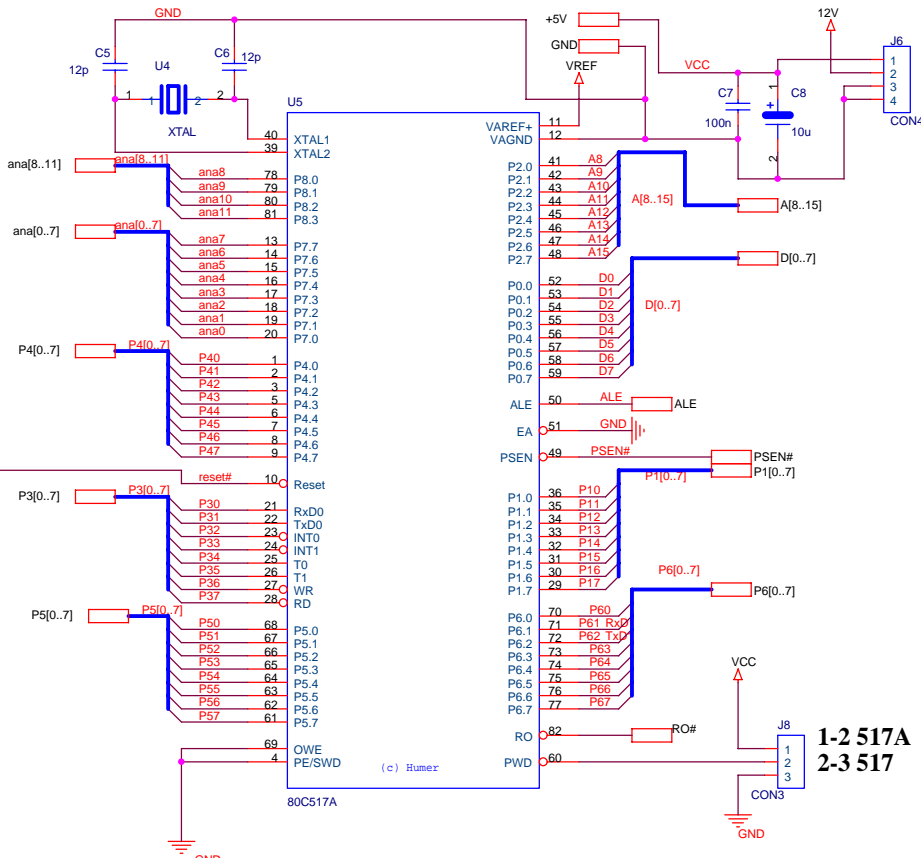 GND
C5
12p
U4
C6
12p
1
1
2
2
XTAL
+5V
GND
VREF
VCC
12V
J6
1
2
3
4
CON4
C7
100n
1
+
C8
10u
2
U5
40 XTAL1
39 XTAL2
11 VAREF+
12 VAGND
ana[8..11] ana[8..11]
ana8 78 P8.0
ana9 79 P8.1
ana10 80 P8.2
ana11 81 P8.3
ana[0..7] ana[0..7]
ana7 13 P7.7
ana6 14 P7.6
ana5 15 P7.5
ana4 16 P7.4
ana3 17 P7.3
ana2 18 P7.2
ana1 19 P7.1
ana0 20 P7.0
P4[0..7] P4[0..7]
P40 1 P4.0
P41 2 P4.1
P42 3 P4.2
P43 5 P4.3
P44 6 P4.4
P45 7 P4.5
P46 8 P4.6
P47 9 P4.7
reset# 10 Reset
P3[0..7] P3[0..7]
P30 21 RxD0
P31 22 TxD0
P32 23 INT0
P33 24 INT1
P34 25 T0
P35 26 T1
P36 27 WR
P37 28 RD
P5[0..7] P5[0..7]
P50 68 P5.0
P51 67 P5.1
P52 66 P5.2
P53 65 P5.3
P54 64 P5.4
P55 63 P5.5
P56 62 P5.6
P57 61 P5.7
69 OWE
4 PE/SWD
GND
P2.0 41 A8
P2.1 42 A9
P2.2 43 A10
P2.3 44 A11
P2.4 45 A12
P2.5 46 A13
P2.6 47 A14
P2.7 48 A15
A[8..15] A[8..15]
P0.0 52 D0
P0.1 53 D1
P0.2 54 D2
P0.3 55 D3
P0.4 56 D4
P0.5 57 D5
P0.6 58 D6
P0.7 59 D7
D[0..7] D[0..7]
ALE 50 ALE ALE
EA 51 GND
PSEN 49 PSEN# PSEN#
P1[0..7] P1[0..7]
P1.0 36 P10
P1.1 35 P11
P1.2 34 P12
P1.3 33 P13
P1.4 32 P14
P1.5 31 P15
P1.6 30 P16
P1.7 29 P17
P6[0..7] P6[0..7]
P6.0 70 P60
P6.1 71 P61 RxD
P6.2 72 P62 TxD
P6.3 73 P63
P6.4 74 P64
P6.5 75 P65
P6.6 76 P66
P6.7 77 P67
RO 82 RO#
PWD 60
(c) Humer
80C517A
VCC
J8
1
2
3
CON3
GND
1-2 517A
2-3 517